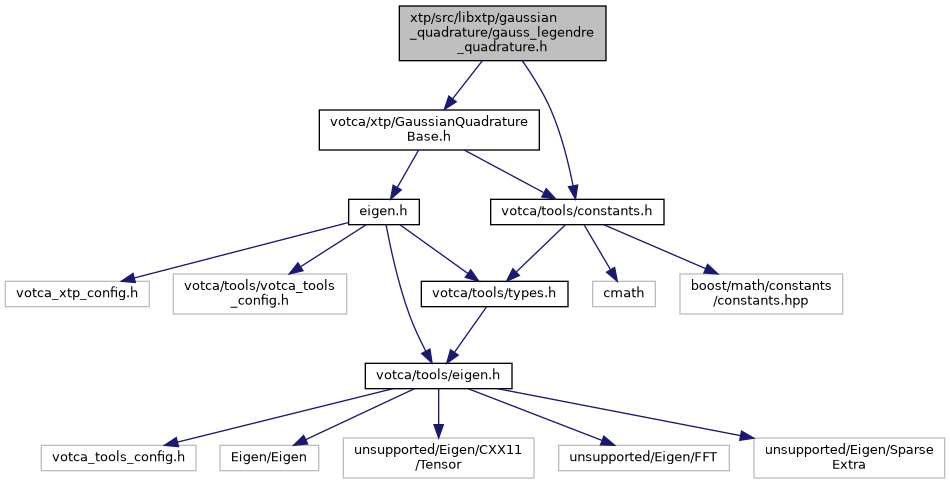 xtp/src/libxtp/gaussian
_quadrature/gauss_legendre
_quadrature.h
votca/xtp/GaussianQuadrature
Base.h
eigen.h
votca/tools/constants.h
votca_xtp_config.h
votca/tools/votca_tools
_config.h
votca/tools/types.h
cmath
boost/math/constants
/constants.hpp
votca/tools/eigen.h
votca_tools_config.h
Eigen/Eigen
unsupported/Eigen/CXX11
/Tensor
unsupported/Eigen/FFT
unsupported/Eigen/Sparse
Extra